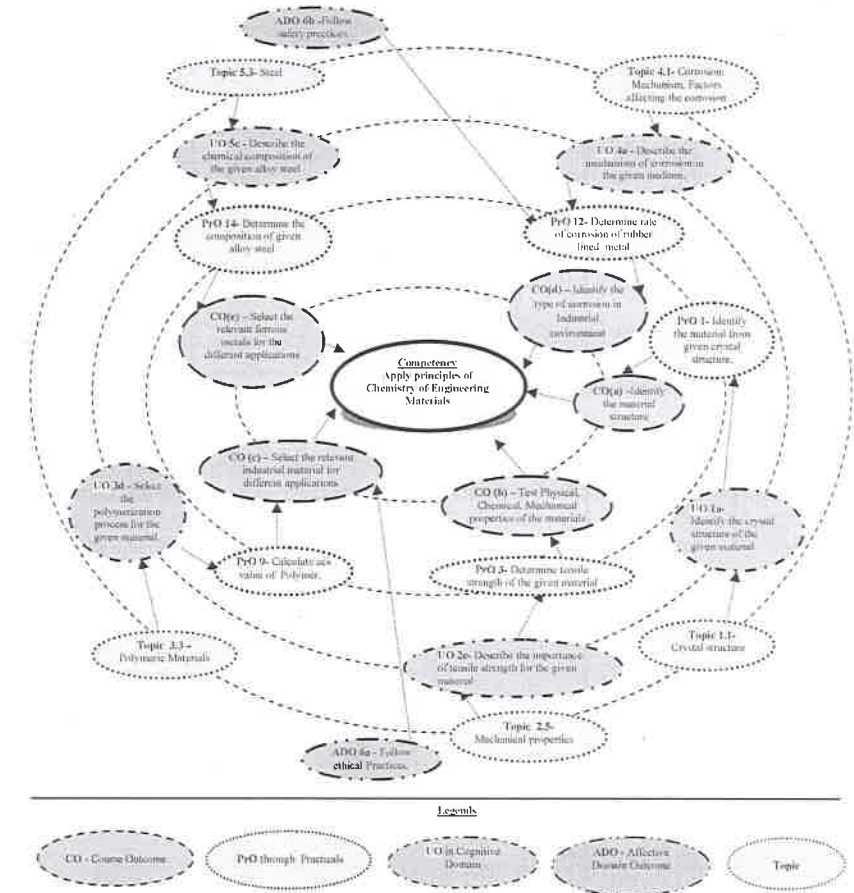 ADO 6b -Follow
safety practices.
Topic 5.3- Steel
Topic 4.1- Corrosion:
Mechanism, Factors
affecting the corrosion
UO 5c - Describe the
chemical composition of
the given alloy steel
UO 4a - Describe the
mechanism of corrosion in
the given medium.
PrO 14- Determine the
composition of given
alloy steel
PrO 12- Determine rate
of corrosion of rubber
lined metal
CO(e) – Select the
relevant ferrous
metals for the
different applications
CO(d) – Identify the
type of corrosion in
Industrial
environment
PrO 1- Identify
the material from
given crystal
structure.
Competency
Apply principles of
Chemistry of Engineering
Materials
CO(a) –Identify
the material
structure
CO (c) – Select the relevant
industrial material for
different applications
UO 3d - Select
the
polymerization
process for the
given material.
CO (b) – Test Physical,
Chemical, Mechanical
properties of the materials
UO 1a-
Identify the crystal
structure of the
given material
PrO 9- Calculate
value of Polymer.
PrO 3- Determine tensile
strength of the given material
Topic 3.3 –
Polymeric Materials
Topic 1.1-
Crystal structure
Describe the importance
of tensile strength for the given
material
Topic 2.5-
Mechanical properties
ADO 6a - Follow
ethical Practices.
Legends
CO - Course Outcome
PrO through Practicals
UO in Cognitive
Domain
ADO - Affective
Domain Outcome
Topic